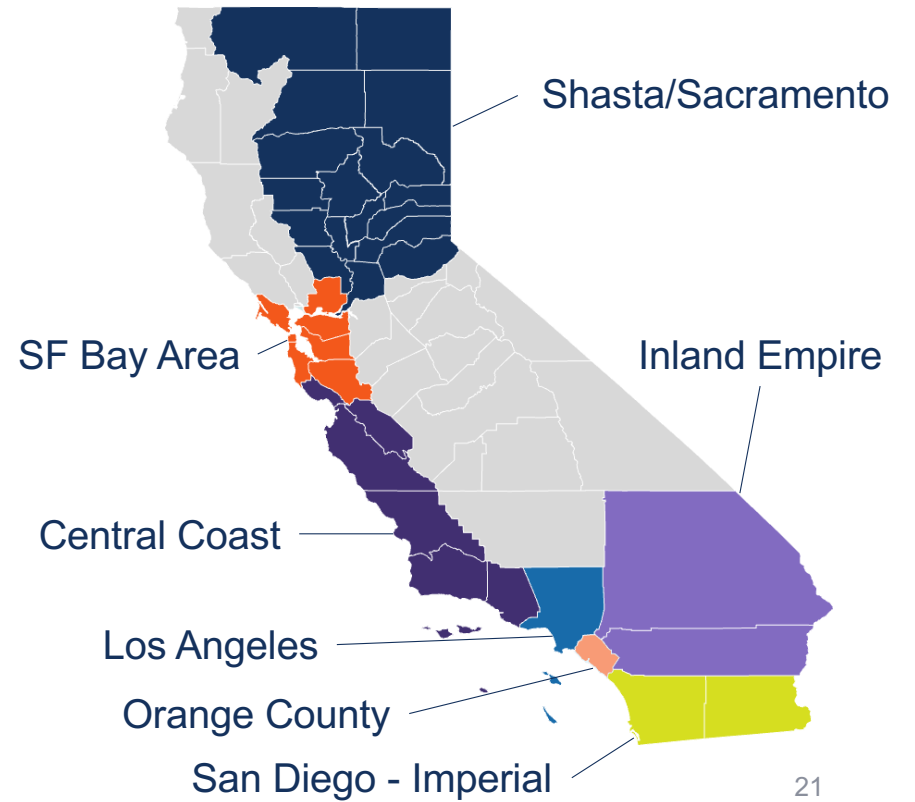 Shasta/Sacramento
SF Bay Area
Inland Empire
Central Coast
Los Angeles
Orange County
San Diego - Imperial
21